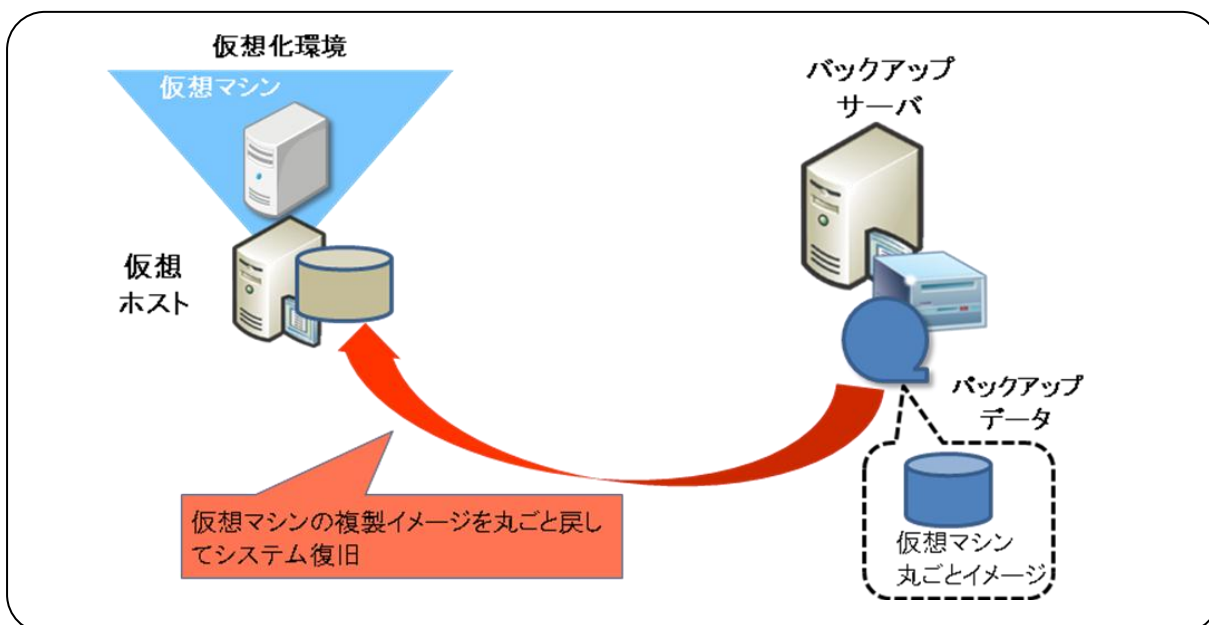 仮想化環境
仮想マシン
仮想
ホスト
バックアップ
サーバ
バックアップ
データ
仮想マシン
丸ごとイメージ
仮想マシンの複製イメージを丸ごと戻し
てシステム復旧